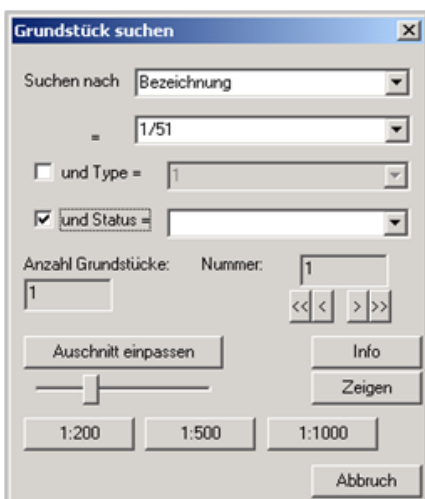 Grundstück suchen
Suchen nach Bezeichnung
= 1/51
und Type = 1
und Status =
Anzahl Grundstücke: Nummer: 1
1
<< < > >>
Auschnitt einpassen Info
Zeigen
1:200 1:500 1:1000
Abbruch